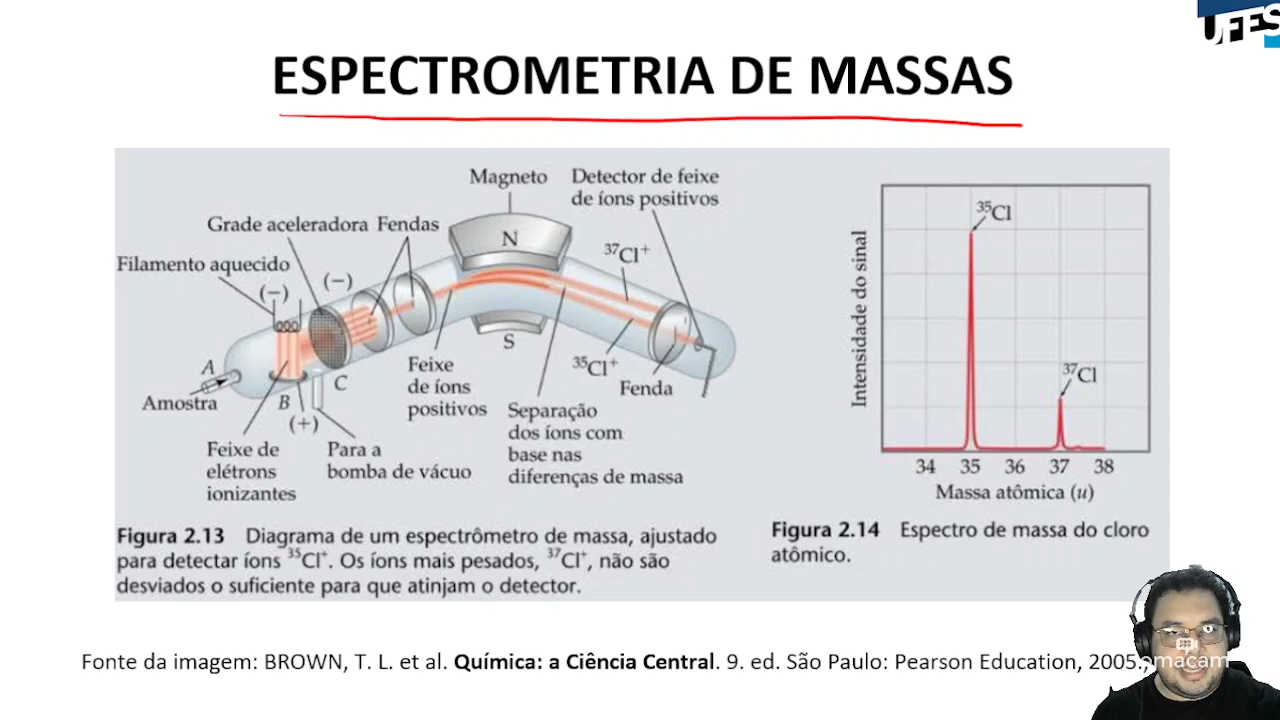 UFES
ESPECTROMETRIA DE MASSAS
Magneto
Detector de feixe
de íons positivos
Grade aceleradora
Fendas
N
³⁷Cl⁺
Filamento aquecido
(−)
(−)
S
³⁵Cl⁺
A
Amostra
B
C
(+)
Feixe
de íons
positivos
Fenda
Separação
dos íons com
base nas
diferenças de massa
Feixe de
elétrons
ionizantes
Para a
bomba de vácuo
Figura 2.13 Diagrama de um espectrômetro de massa, ajustado
para detectar íons ³⁵Cl⁺. Os íons mais pesados, ³⁷Cl⁺, não são
desviados o suficiente para que atinjam o detector.
Intensidade do sinal
³⁵Cl
³⁷Cl
34 35 36 37 38
Massa atômica (u)
Figura 2.14 Espectro de massa do cloro
atômico.
Fonte da imagem: BROWN, T. L. et al. Química: a Ciência Central. 9. ed. São Paulo: Pearson Education, 2005.